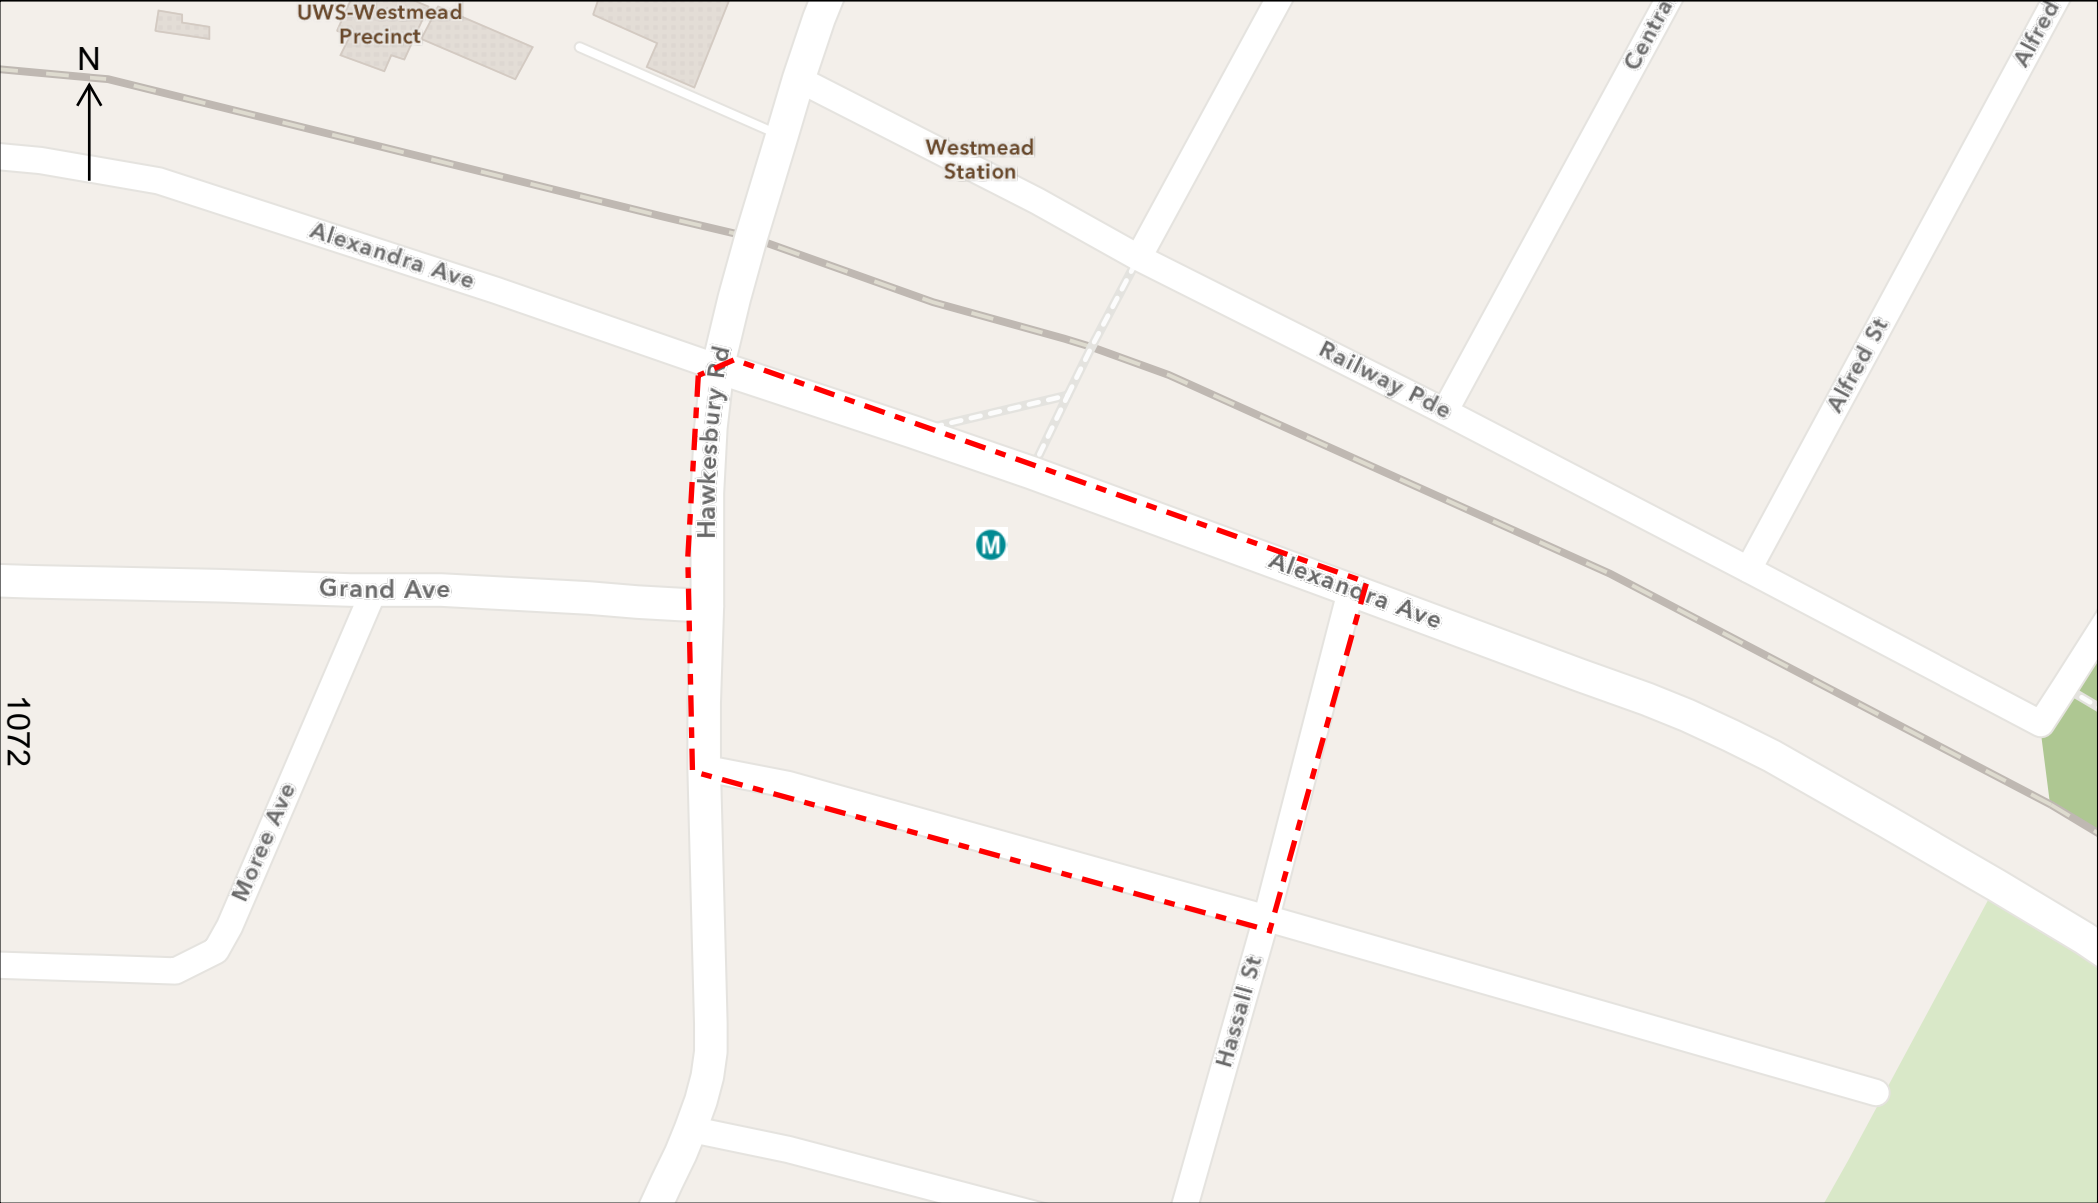 UWS-Westmead
Precinct
N
Centra
Alfred
Westmead
Station
Alexandra Ave
Hawkesbury Rd
Railway Pde
Alfred St
M
Alexandra Ave
Grand Ave
1072
Moree Ave
Hassall St